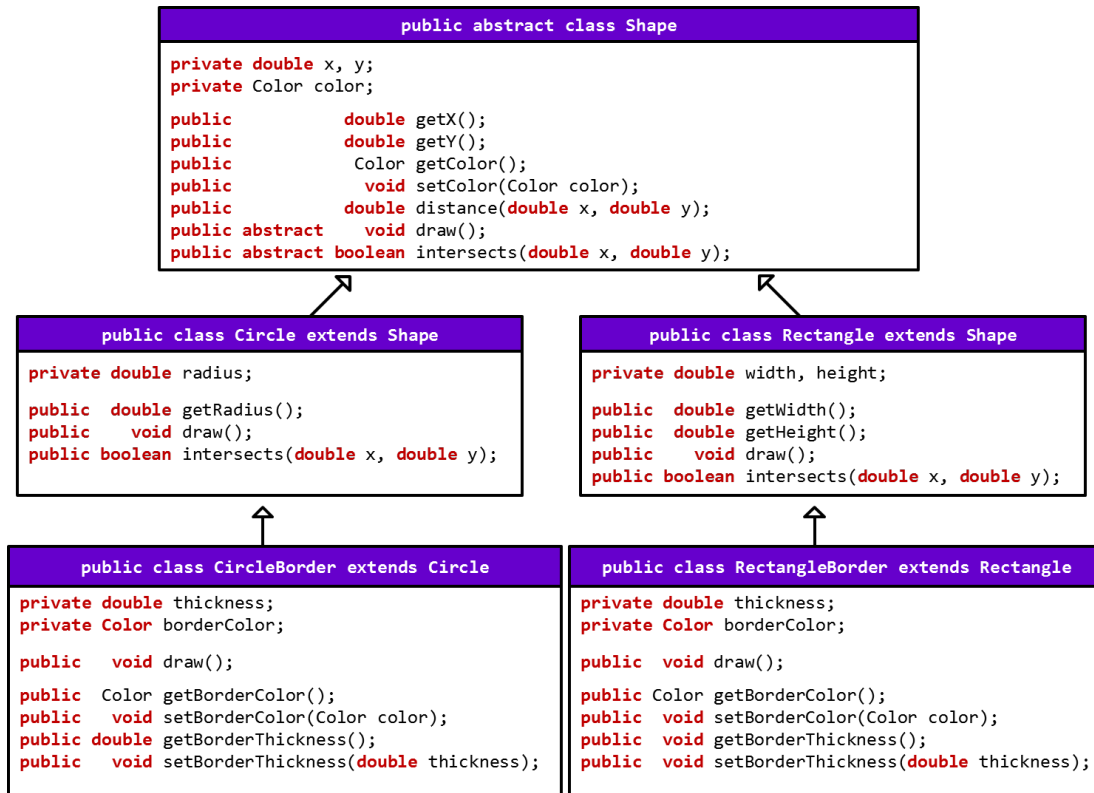 public abstract class Shape
private double x, y;
private Color color;
public double getX();
public double getY();
public Color getColor();
public void setColor(Color color);
public double distance(double x, double y);
public abstract void draw();
public abstract boolean intersects(double x, double y);
public class Circle extends Shape
private double radius;
public double getRadius();
public void draw();
public boolean intersects(double x, double y);
public class Rectangle extends Shape
private double width, height;
public double getWidth();
public double getHeight();
public void draw();
public boolean intersects(double x, double y);
public class CircleBorder extends Circle
private double thickness;
private Color borderColor;
public void draw();
public Color getBorderColor();
public void setBorderColor(Color color);
public double getBorderThickness();
public void setBorderThickness(double thickness);
public class RectangleBorder extends Rectangle
private double thickness;
private Color borderColor;
public void draw();
public Color getBorderColor();
public void setBorderColor(Color color);
public void getBorderThickness();
public void setBorderThickness(double thickness);